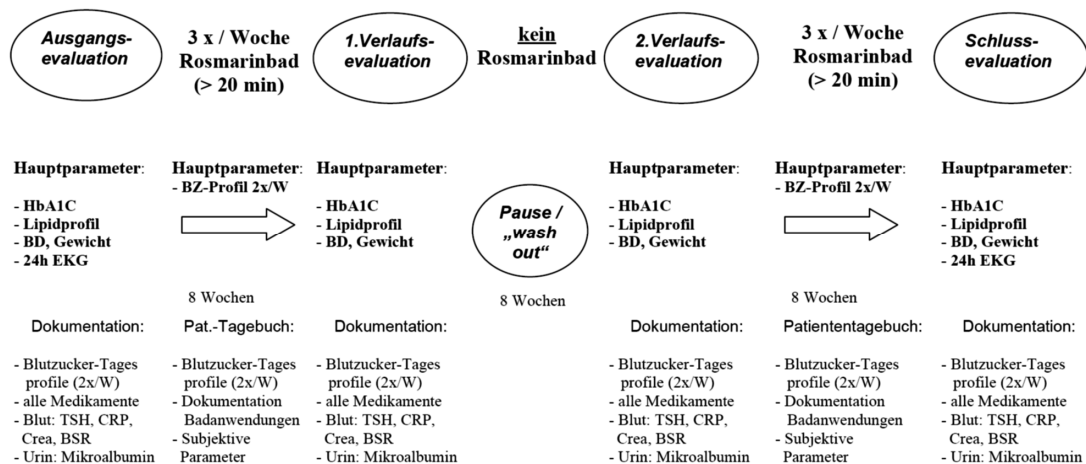 Ausgangs-
evaluation
3 x / Woche
Rosmarinbad
(> 20 min)
1.Verlaufs-
evaluation
kein
Rosmarinbad
2.Verlaufs-
evaluation
3 x / Woche
Rosmarinbad
(> 20 min)
Schluss-
evaluation
Hauptparameter:
- HbA1C
- Lipidprofil
- BD, Gewicht
- 24h EKG
Hauptparameter:
- BZ-Profil 2x/W
8 Wochen
Hauptparameter:
- HbA1C
- Lipidprofil
- BD, Gewicht
Pause /
„wash
out“
8 Wochen
Hauptparameter:
- HbA1C
- Lipidprofil
- BD, Gewicht
Hauptparameter:
- BZ-Profil 2x/W
8 Wochen
Hauptparameter:
- HbA1C
- Lipidprofil
- BD, Gewicht
- 24h EKG
Dokumentation:
- Blutzucker-Tages
profile (2x/W)
- alle Medikamente
- Blut: TSH, CRP,
Crea, BSR
- Urin: Mikroalbumin
Pat.-Tagebuch:
- Blutzucker-Tages
profile (2x/W)
- Dokumentation
Badanwendungen
- Subjektive
Parameter
Dokumentation:
- Blutzucker-Tages
profile (2x/W)
- alle Medikamente
- Blut: TSH, CRP,
Crea, BSR
- Urin: Mikroalbumin
Dokumentation:
- Blutzucker-Tages
profile (2x/W)
- alle Medikamente
- Blut: TSH, CRP,
Crea, BSR
- Urin: Mikroalbumin
Patiententagebuch:
- Blutzucker-Tages
profile (2x/W)
- Dokumentation
Badanwendungen
- Subjektive
Parameter
Dokumentation:
- Blutzucker-Tages
profile (2x/W)
- alle Medikamente
- Blut: TSH, CRP,
Crea, BSR
- Urin: Mikroalbumin